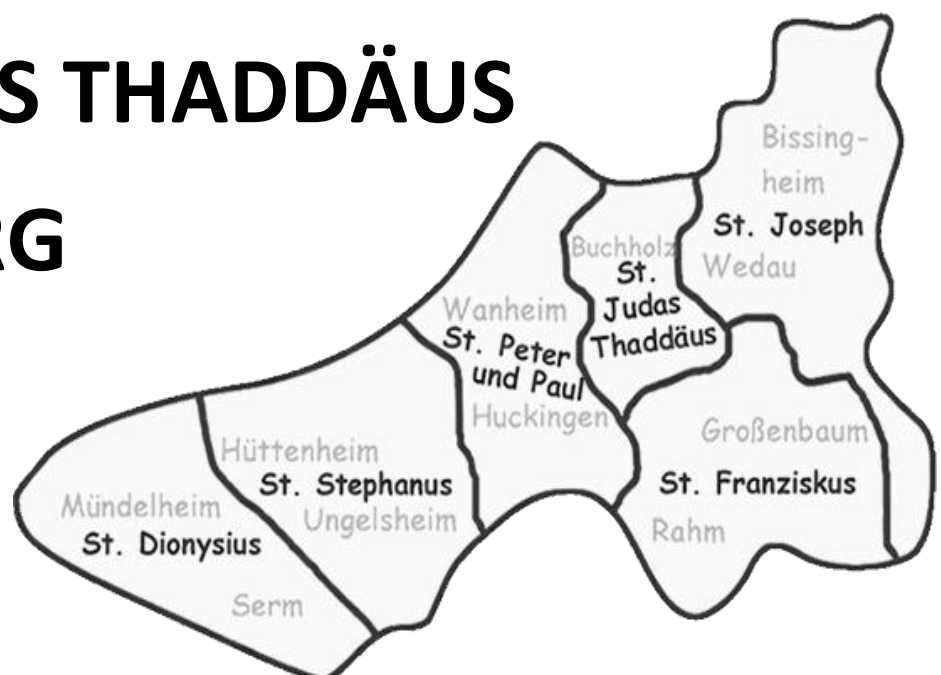 S THADDÄUS
RG
Bissing-
heim
St. Joseph
Wedau
Buchholz
St.
Judas
Thaddäus
Wanheim
St. Peter
und Paul
Huckingen
Großenbaum
St. Franziskus
Rahm
Hüttenheim
St. Stephanus
Ungelsheim
Mündelheim
St. Dionysius
Serm